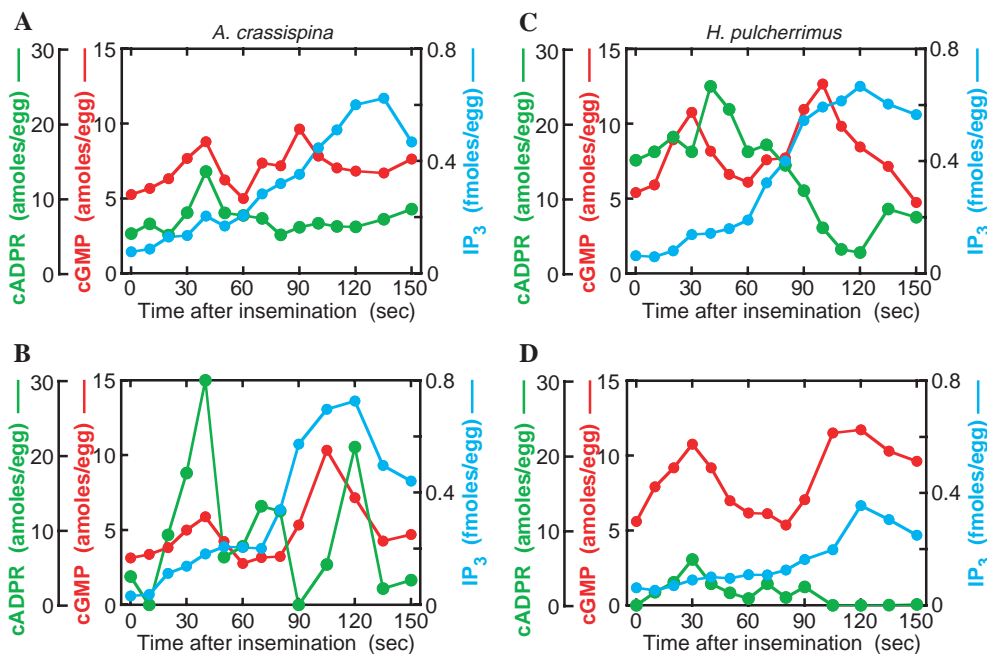 A
A. crassispina
cADPR (amoles/egg)
cGMP (amoles/egg)
IP3 (fmoles/egg)
30
20
10
0
15
10
5
0
0.8
0.4
0
0 30 60 90 120 150
Time after insemination (sec)
C
H. pulcherrimus
cADPR (amoles/egg)
cGMP (amoles/egg)
IP3 (fmoles/egg)
30
20
10
0
15
10
5
0
0.8
0.4
0
0 30 60 90 120 150
Time after insemination (sec)
B
cADPR (amoles/egg)
cGMP (amoles/egg)
IP3 (fmoles/egg)
30
20
10
0
15
10
5
0
0.8
0.4
0
0 30 60 90 120 150
Time after insemination (sec)
D
cADPR (amoles/egg)
cGMP (amoles/egg)
IP3 (fmoles/egg)
30
20
10
0
15
10
5
0
0.8
0.4
0
0 30 60 90 120 150
Time after insemination (sec)